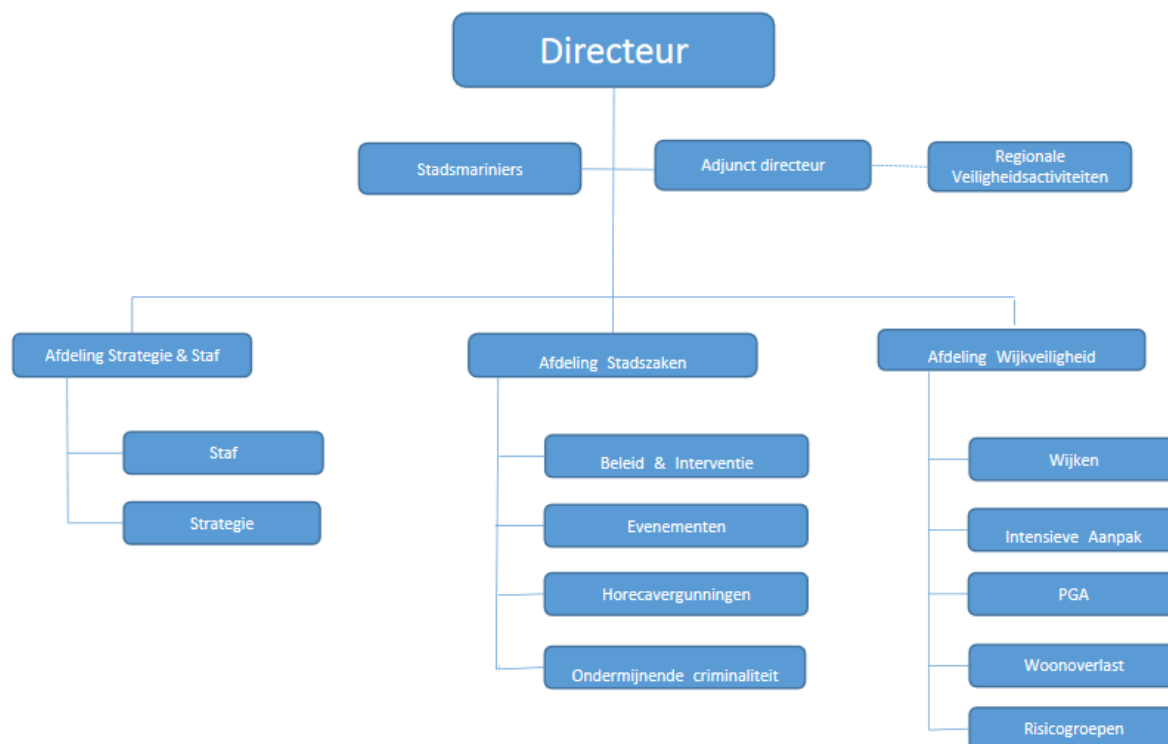 Directeur
Stadsmariniers
Adjunct directeur
Regionale
Veiligheidsactiviteiten
Afdeling Strategie & Staf
Staf
Strategie
Afdeling Stadszaken
Beleid & Interventie
Evenementen
Horecavergunningen
Ondermijnende criminaliteit
Afdeling Wijkveiligheid
Wijken
Intensieve Aanpak
PGA
Woonoverlast
Risicogroepen